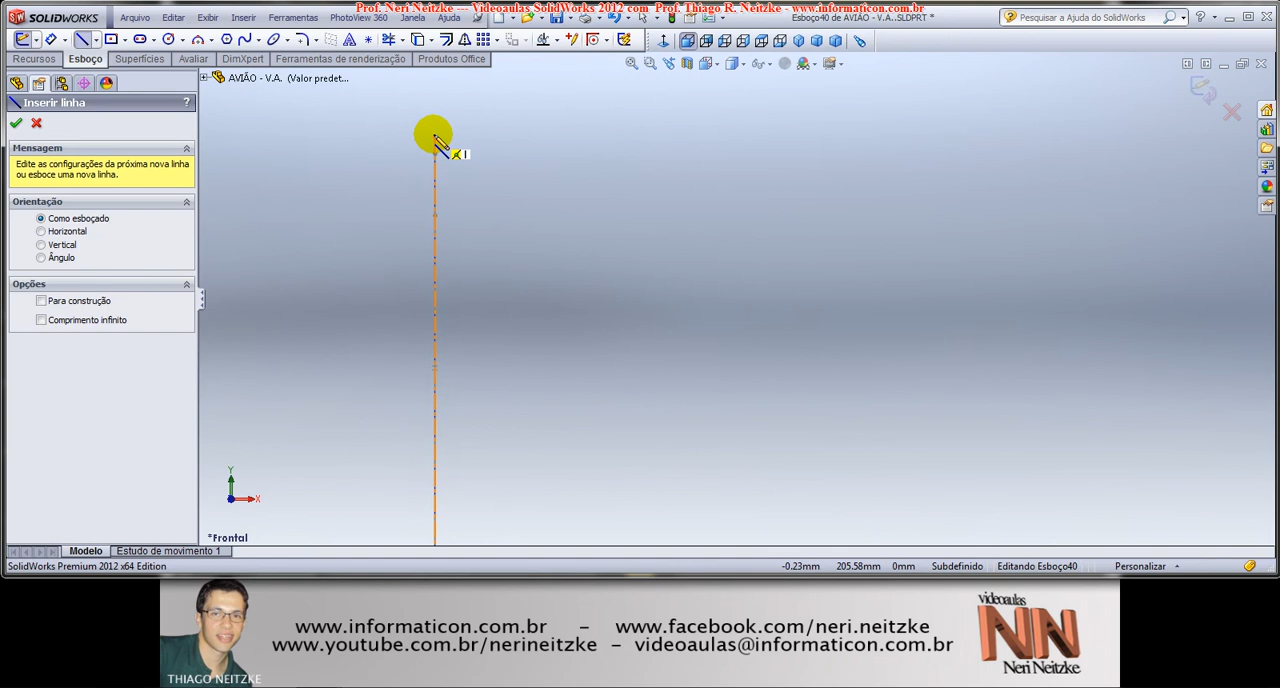 Prof. Neri Neitzke --- Videoaulas SolidWorks 2012 com Prof. Thiago R. Neitzke - www.informaticon.com.br
SOLIDWORKS
Arquivo Editar Exibir Inserir Ferramentas PhotoView 360 Janela Ajuda
Esboço40 de AVIÃO - V.A..SLDPRT *
Pesquisar a Ajuda do SolidWorks
Recursos Esboço Superfícies Avaliar DimXpert Ferramentas de renderização Produtos Office
AVIÃO - V.A. (Valor predet...
Inserir linha ?
Mensagem
Edite as configurações da próxima nova linha
ou esboce uma nova linha.
Orientação
Como esboçado
Horizontal
Vertical
Ângulo
Opções
Para construção
Comprimento infinito
Y
X
*Frontal
Modelo Estudo de movimento 1
SolidWorks Premium 2012 x64 Edition
-0.23mm 205.58mm 0mm Subdefinido Editando Esboço40 Personalizar
www.informaticon.com.br - www.facebook.com/neri.neitzke
www.youtube.com.br/nerineitzke - videoaulas@informaticon.com.br
THIAGO NEITZKE
videoaulas
NN
Neri Neitzke